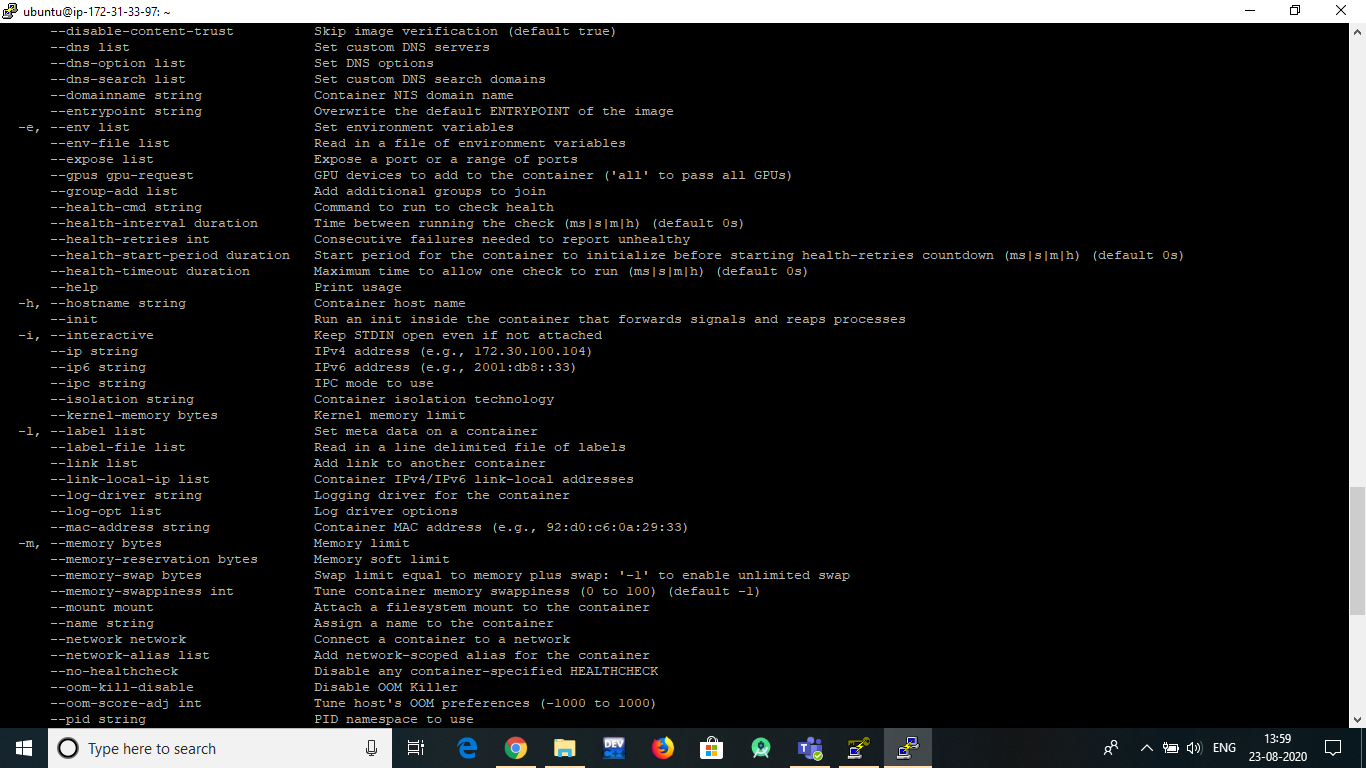 ubuntu@ip-172-31-33-97: ~
--disable-content-trust Skip image verification (default true)
--dns list Set custom DNS servers
--dns-option list Set DNS options
--dns-search list Set custom DNS search domains
--domainname string Container NIS domain name
--entrypoint string Overwrite the default ENTRYPOINT of the image
-e, --env list Set environment variables
--env-file list Read in a file of environment variables
--expose list Expose a port or a range of ports
--gpus gpu-request GPU devices to add to the container ('all' to pass all GPUs)
--group-add list Add additional groups to join
--health-cmd string Command to run to check health
--health-interval duration Time between running the check (ms|s|m|h) (default 0s)
--health-retries int Consecutive failures needed to report unhealthy
--health-start-period duration Start period for the container to initialize before starting health-retries countdown (ms|s|m|h) (default 0s)
--health-timeout duration Maximum time to allow one check to run (ms|s|m|h) (default 0s)
--help Print usage
-h, --hostname string Container host name
--init Run an init inside the container that forwards signals and reaps processes
-i, --interactive Keep STDIN open even if not attached
--ip string IPv4 address (e.g., 172.30.100.104)
--ip6 string IPv6 address (e.g., 2001:db8::33)
--ipc string IPC mode to use
--isolation string Container isolation technology
--kernel-memory bytes Kernel memory limit
-l, --label list Set meta data on a container
--label-file list Read in a line delimited file of labels
--link list Add link to another container
--link-local-ip list Container IPv4/IPv6 link-local addresses
--log-driver string Logging driver for the container
--log-opt list Log driver options
--mac-address string Container MAC address (e.g., 92:d0:c6:0a:29:33)
-m, --memory bytes Memory limit
--memory-reservation bytes Memory soft limit
--memory-swap bytes Swap limit equal to memory plus swap: '-1' to enable unlimited swap
--memory-swappiness int Tune container memory swappiness (0 to 100) (default -1)
--mount mount Attach a filesystem mount to the container
--name string Assign a name to the container
--network network Connect a container to a network
--network-alias list Add network-scoped alias for the container
--no-healthcheck Disable any container-specified HEALTHCHECK
--oom-kill-disable Disable OOM Killer
--oom-score-adj int Tune host's OOM preferences (-1000 to 1000)
--pid string PID namespace to use
Type here to search
DEV
ENG
13:59
23-08-2020